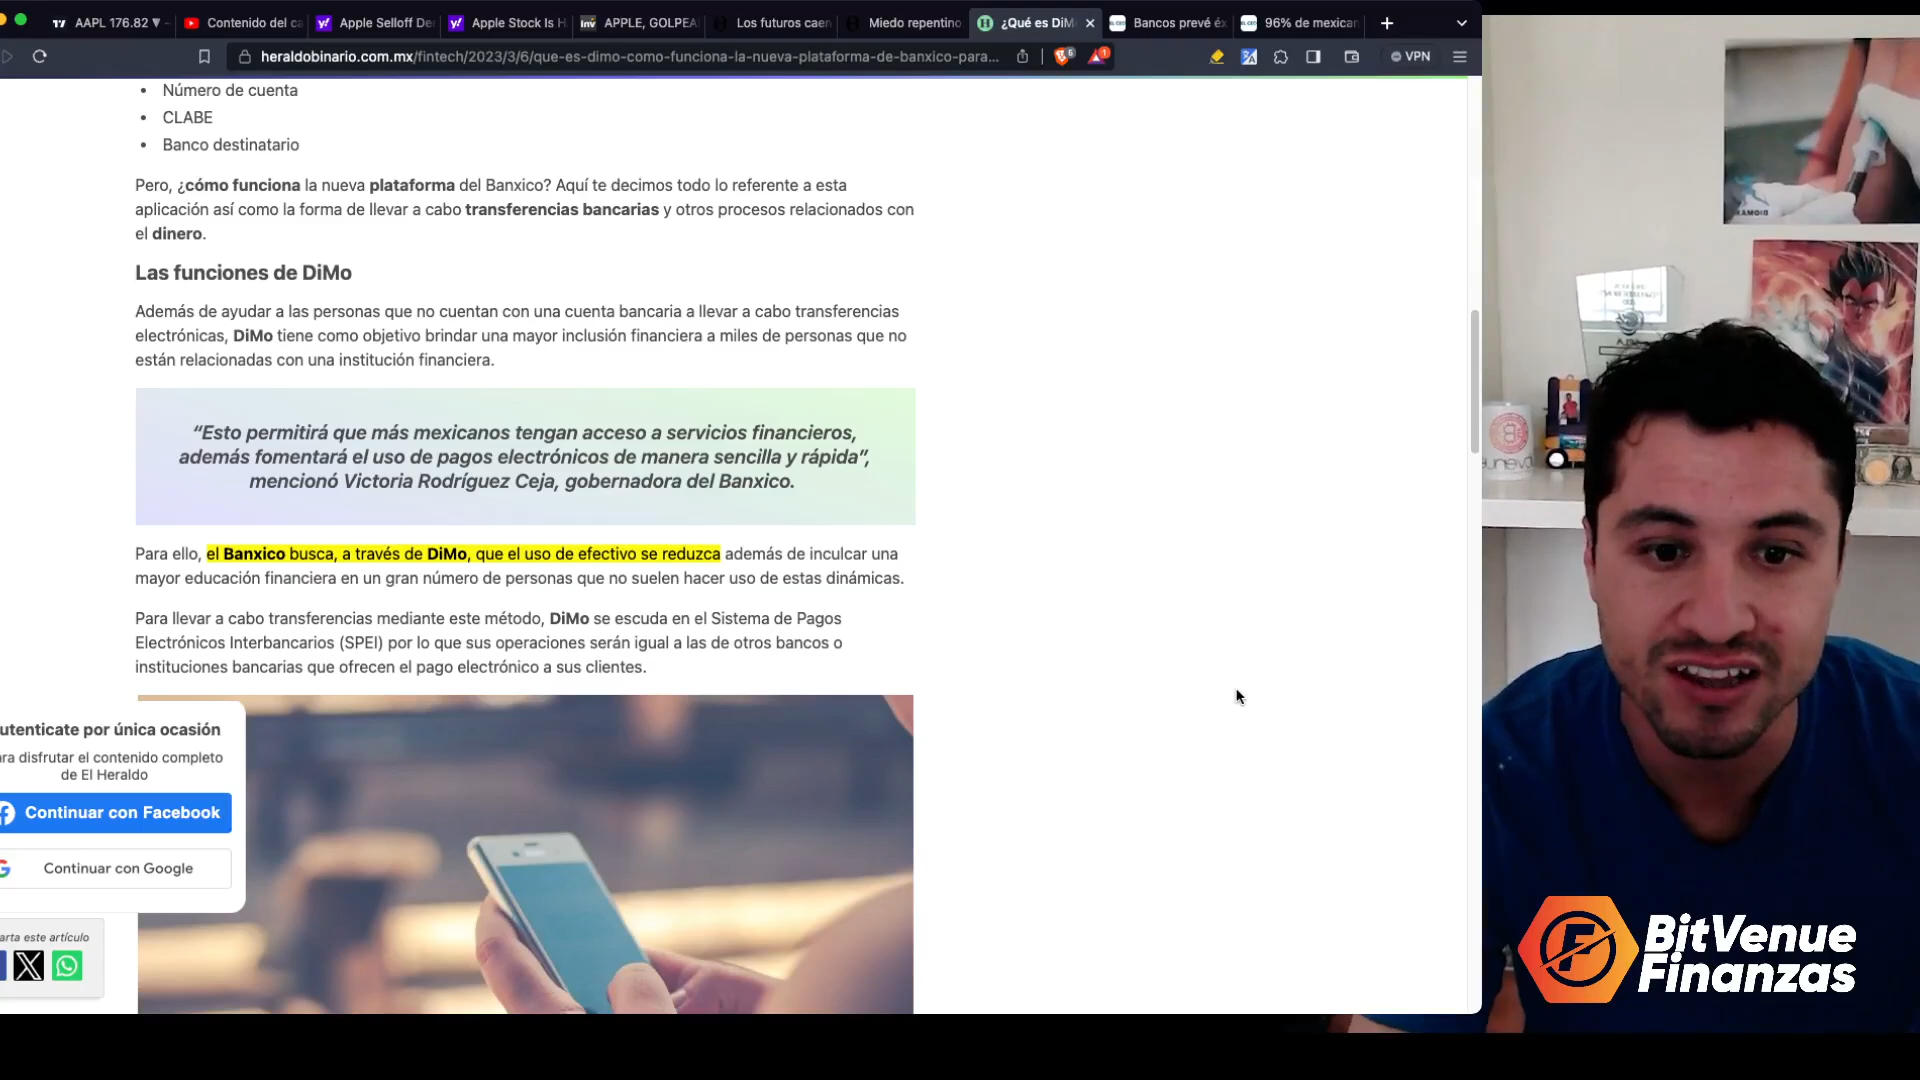 AAPL 176.82 ▼
Contenido del ca
Apple Selloff De
Apple Stock Is H
APPLE, GOLPEA
Los futuros caen
Miedo repentino
¿Qué es DiM
Bancos prevé éx
96% de mexican
heraldobinario.com.mx/fintech/2023/3/6/que-es-dimo-como-funciona-la-nueva-plataforma-de-banxico-para...
6
1
VPN
• Número de cuenta
• CLABE
• Banco destinatario
Pero, ¿cómo funciona la nueva plataforma del Banxico? Aquí te decimos todo lo referente a esta
aplicación así como la forma de llevar a cabo transferencias bancarias y otros procesos relacionados con
el dinero.
Las funciones de DiMo
Además de ayudar a las personas que no cuentan con una cuenta bancaria a llevar a cabo transferencias
electrónicas, DiMo tiene como objetivo brindar una mayor inclusión financiera a miles de personas que no
están relacionadas con una institución financiera.
“Esto permitirá que más mexicanos tengan acceso a servicios financieros,
además fomentará el uso de pagos electrónicos de manera sencilla y rápida”,
mencionó Victoria Rodríguez Ceja, gobernadora del Banxico.
Para ello, el Banxico busca, a través de DiMo, que el uso de efectivo se reduzca además de inculcar una
mayor educación financiera en un gran número de personas que no suelen hacer uso de estas dinámicas.
Para llevar a cabo transferencias mediante este método, DiMo se escuda en el Sistema de Pagos
Electrónicos Interbancarios (SPEI) por lo que sus operaciones serán igual a las de otros bancos o
instituciones bancarias que ofrecen el pago electrónico a sus clientes.
utenticate por única ocasión
ra disfrutar el contenido completo
de El Heraldo
Continuar con Facebook
Continuar con Google
arta este artículo
BitVenue
Finanzas